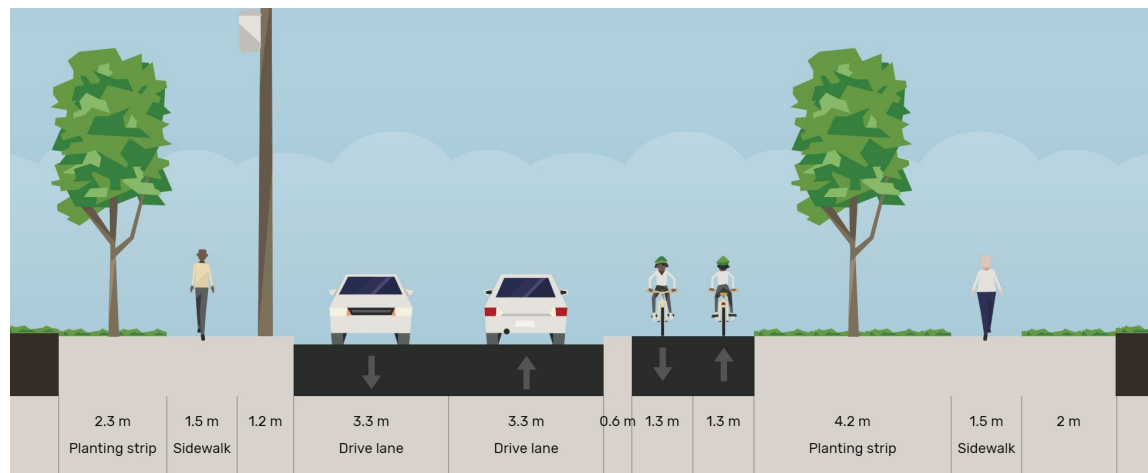 2.3 m
Planting strip
1.5 m
Sidewalk
1.2 m
3.3 m
Drive lane
3.3 m
Drive lane
0.6 m
1.3 m
1.3 m
4.2 m
Planting strip
1.5 m
Sidewalk
2 m